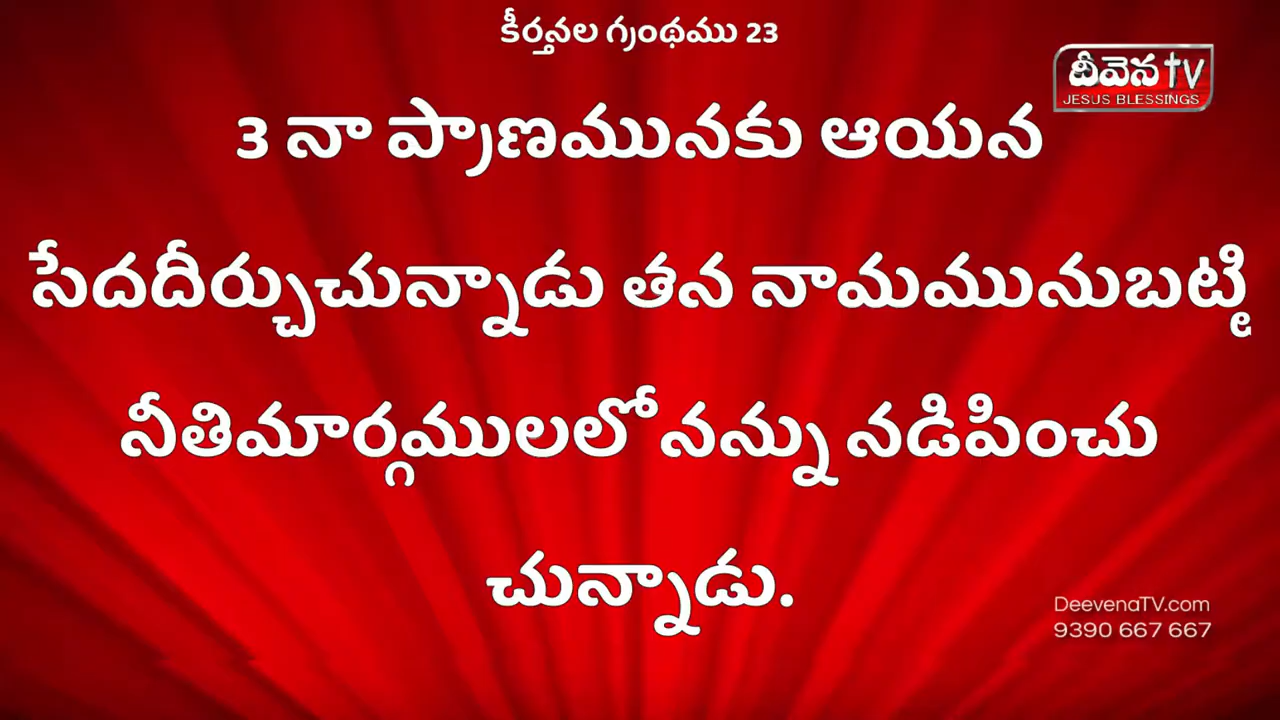 కీర్తనల గ్రంథము 23
దీవెన tV
JESUS BLESSINGS
3 నా ప్రాణమునకు ఆయన
సేదదీర్చుచున్నాడు తన నామమునుబట్టి
నీతిమార్గములలో నన్ను నడిపించు
చున్నాడు.
DeevenaTV.com
9390 667 667